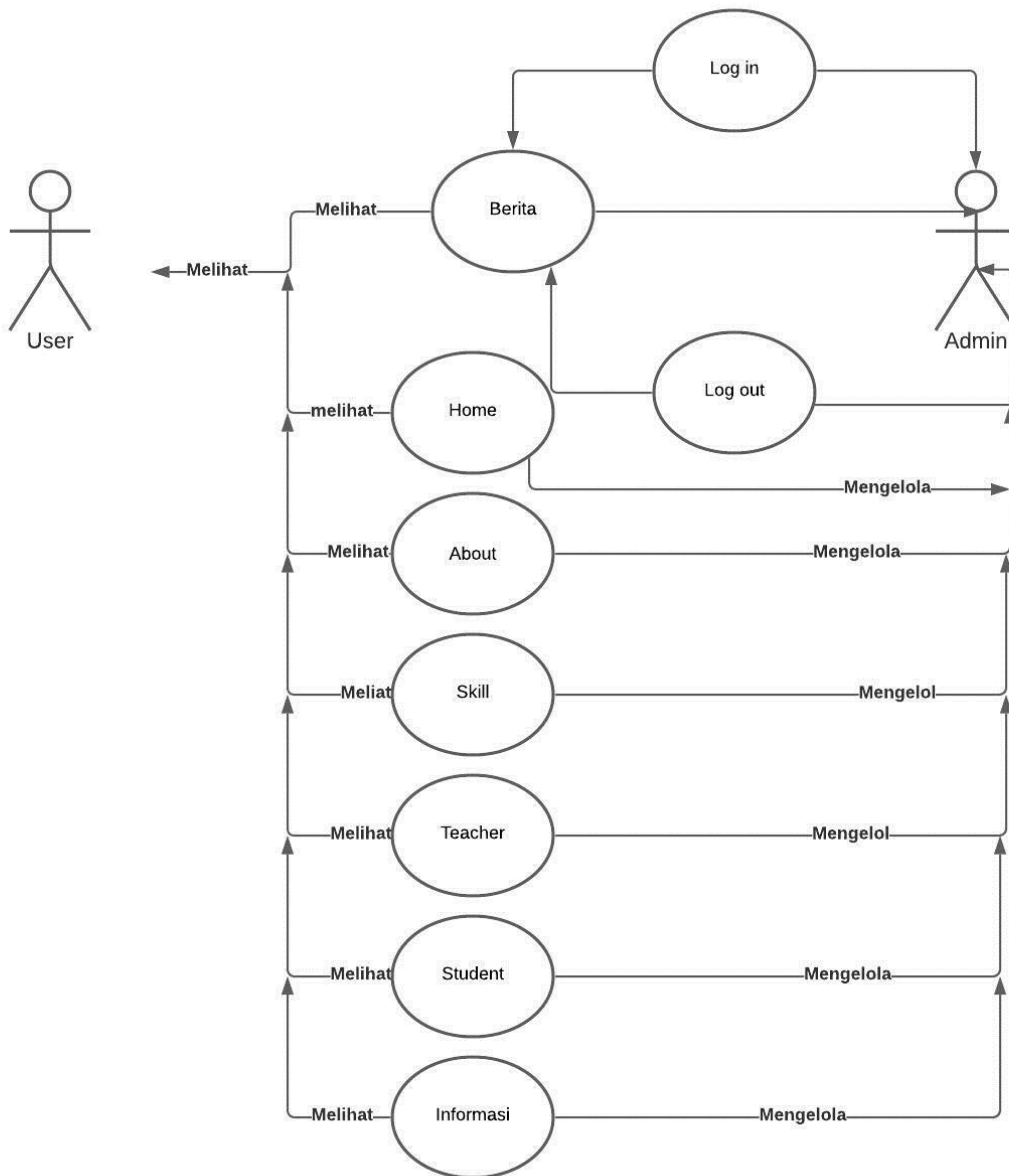 Log in
Melihat
Berita
Melihat
User
Admin
melihat
Home
Log out
Mengelola
Melihat
About
Mengelola
Meliat
Skill
Mengelol
Melihat
Teacher
Mengelol
Melihat
Student
Mengelola
Melihat
Informasi
Mengelola